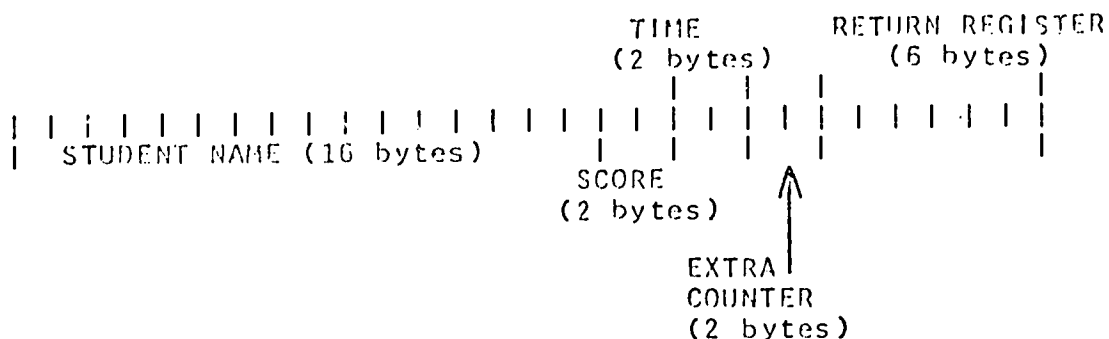 TIME
(2 bytes)
RETURN REGISTER
(6 bytes)
STUDENT NAME (16 bytes)
SCORE
(2 bytes)
EXTRA
COUNTER
(2 bytes)